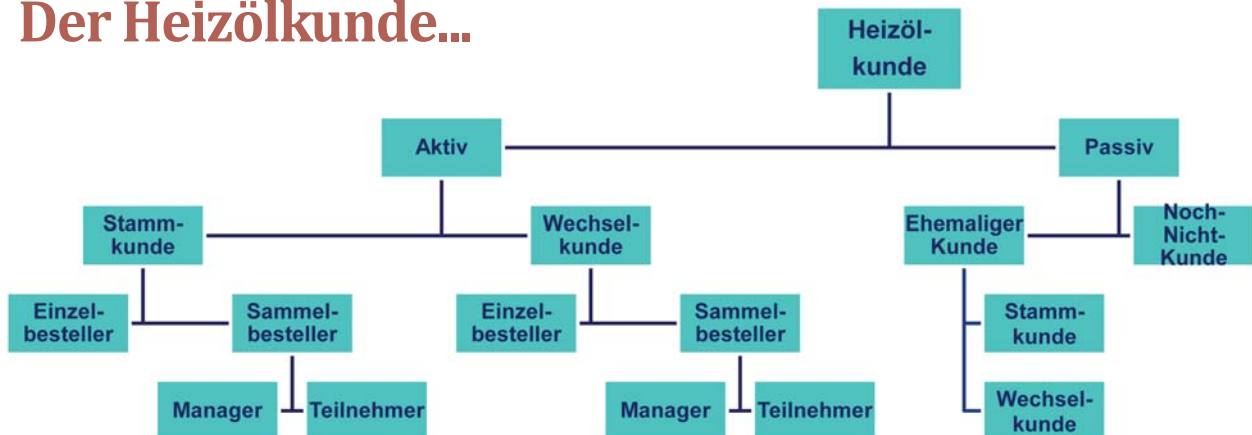 Der Heizölkunde...
Heizöl-
kunde
Aktiv
Passiv
Stamm-
kunde
Wechsel-
kunde
Ehemaliger
Kunde
Noch-
Nicht-
Kunde
Einzel-
besteller
Sammel-
besteller
Einzel-
besteller
Sammel-
besteller
Stamm-
kunde
Manager
Teilnehmer
Manager
Teilnehmer
Wechsel-
kunde